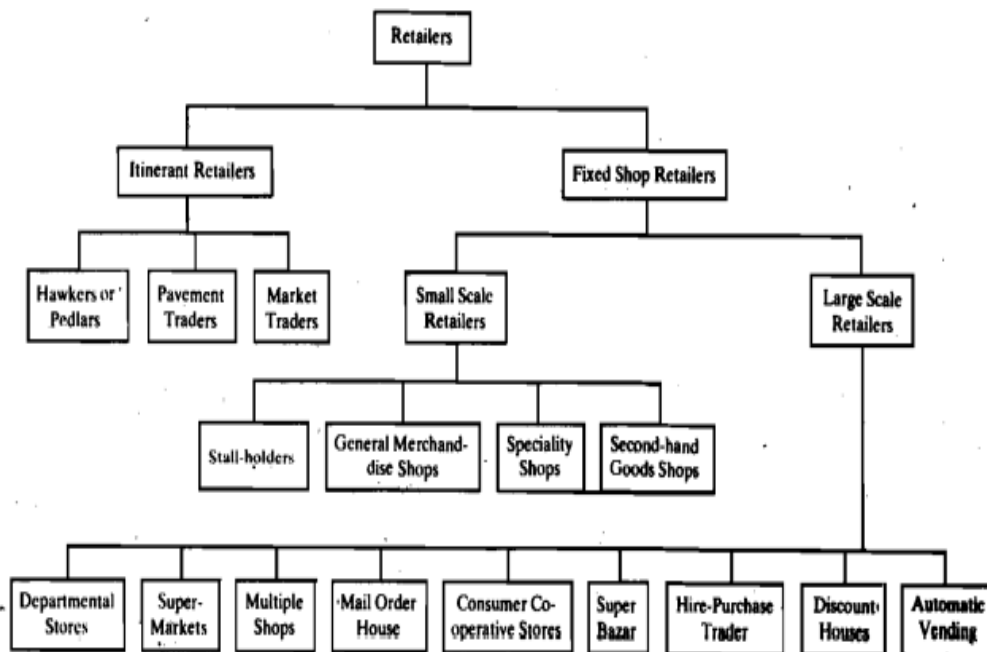 Retailers
Itinerant Retailers
Fixed Shop Retailers
Hawkers or
Pedlars
Pavement
Traders
Market
Traders
Small Scale
Retailers
Large Scale
Retailers
Stall-holders
General Merchan-
dise Shops
Speciality
Shops
Second-hand
Goods Shops
Departmental
Stores
Super-
Markets
Multiple
Shops
Mail Order
House
Consumer Co-
operative Stores
Super
Bazar
Hire-Purchase
Trader
Discount
Houses
Automatic
Vending